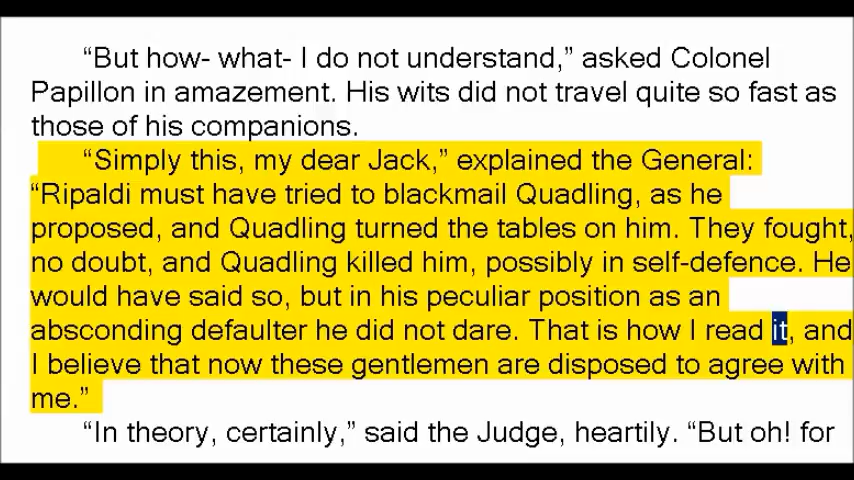 “But how- what- I do not understand,” asked Colonel
Papillon in amazement. His wits did not travel quite so fast as
those of his companions.
“Simply this, my dear Jack,” explained the General:
“Ripaldi must have tried to blackmail Quadling, as he
proposed, and Quadling turned the tables on him. They fought,
no doubt, and Quadling killed him, possibly in self-defence. He
would have said so, but in his peculiar position as an
absconding defaulter he did not dare. That is how I read it, and
I believe that now these gentlemen are disposed to agree with
me.”
“In theory, certainly,” said the Judge, heartily. “But oh! for